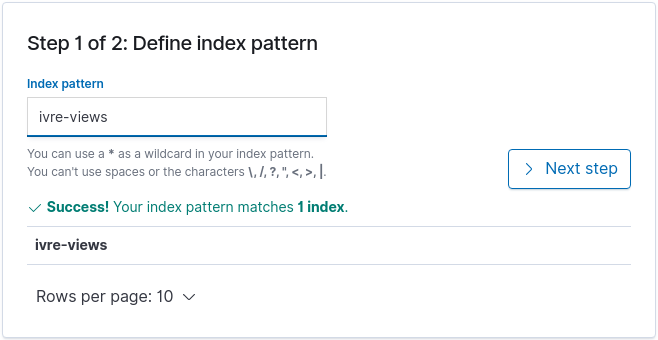 Step 1 of 2: Define index pattern
Index pattern
ivre-views
You can use a * as a wildcard in your index pattern.
You can't use spaces or the characters \, /, ?, ", <, >, |.
Next step
Success! Your index pattern matches 1 index.
ivre-views
Rows per page: 10